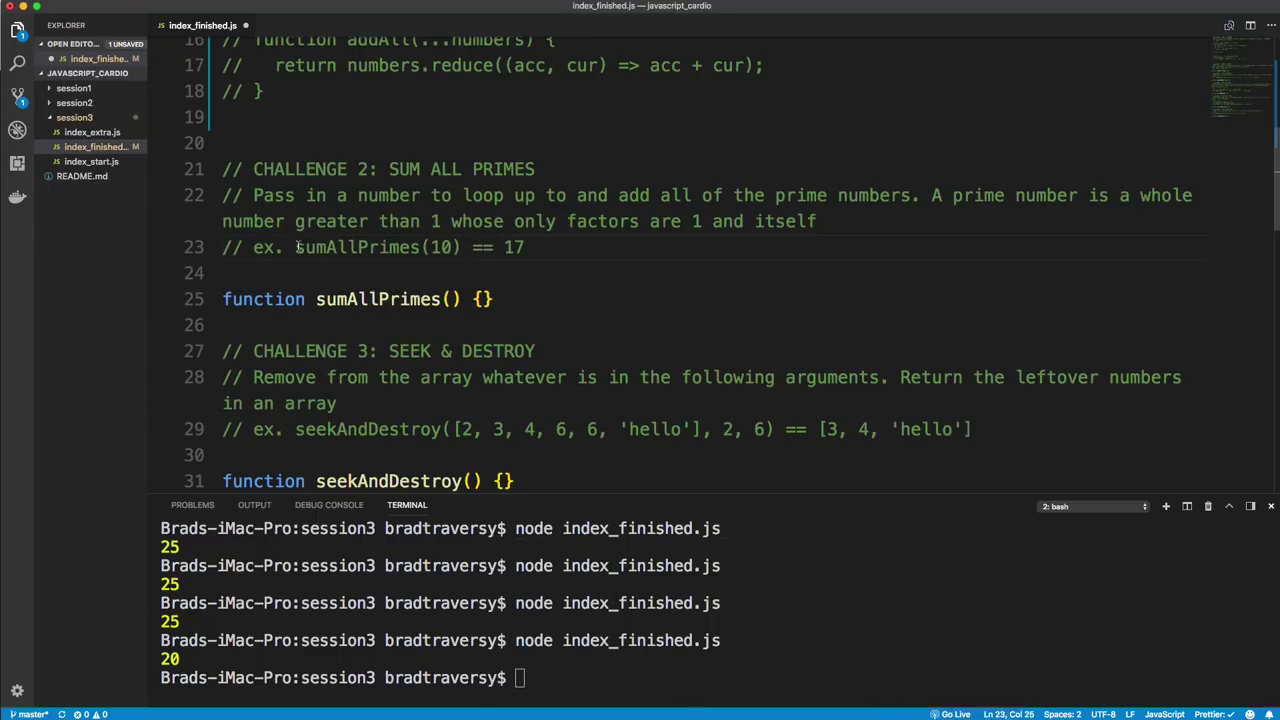 index_finished.js — javascript_cardio
EXPLORER
index_finished.js
OPEN EDITO... 1 UNSAVED
index_finishe... M
JAVASCRIPT_CARDIO
session1
session2
session3
index_extra.js
index_finished... M
index_start.js
README.md
16 // function addAll(...numbers) {
17 //   return numbers.reduce((acc, cur) => acc + cur);
18 // }
19
20
21 // CHALLENGE 2: SUM ALL PRIMES
22 // Pass in a number to loop up to and add all of the prime numbers. A prime number is a whole
number greater than 1 whose only factors are 1 and itself
23 // ex. sumAllPrimes(10) == 17
24
25 function sumAllPrimes() {}
26
27 // CHALLENGE 3: SEEK & DESTROY
28 // Remove from the array whatever is in the following arguments. Return the leftover numbers
in an array
29 // ex. seekAndDestroy([2, 3, 4, 6, 6, 'hello'], 2, 6) == [3, 4, 'hello']
30
31 function seekAndDestroy() {}
PROBLEMS OUTPUT DEBUG CONSOLE TERMINAL 2: bash
Brads-iMac-Pro:session3 bradtraversy$ node index_finished.js
25
Brads-iMac-Pro:session3 bradtraversy$ node index_finished.js
25
Brads-iMac-Pro:session3 bradtraversy$ node index_finished.js
25
Brads-iMac-Pro:session3 bradtraversy$ node index_finished.js
20
Brads-iMac-Pro:session3 bradtraversy$
master* 0 0 Go Live Ln 23, Col 25 Spaces: 2 UTF-8 LF JavaScript Prettier: ✓